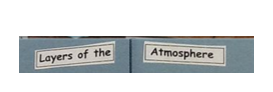 Layers of the Atmosphere